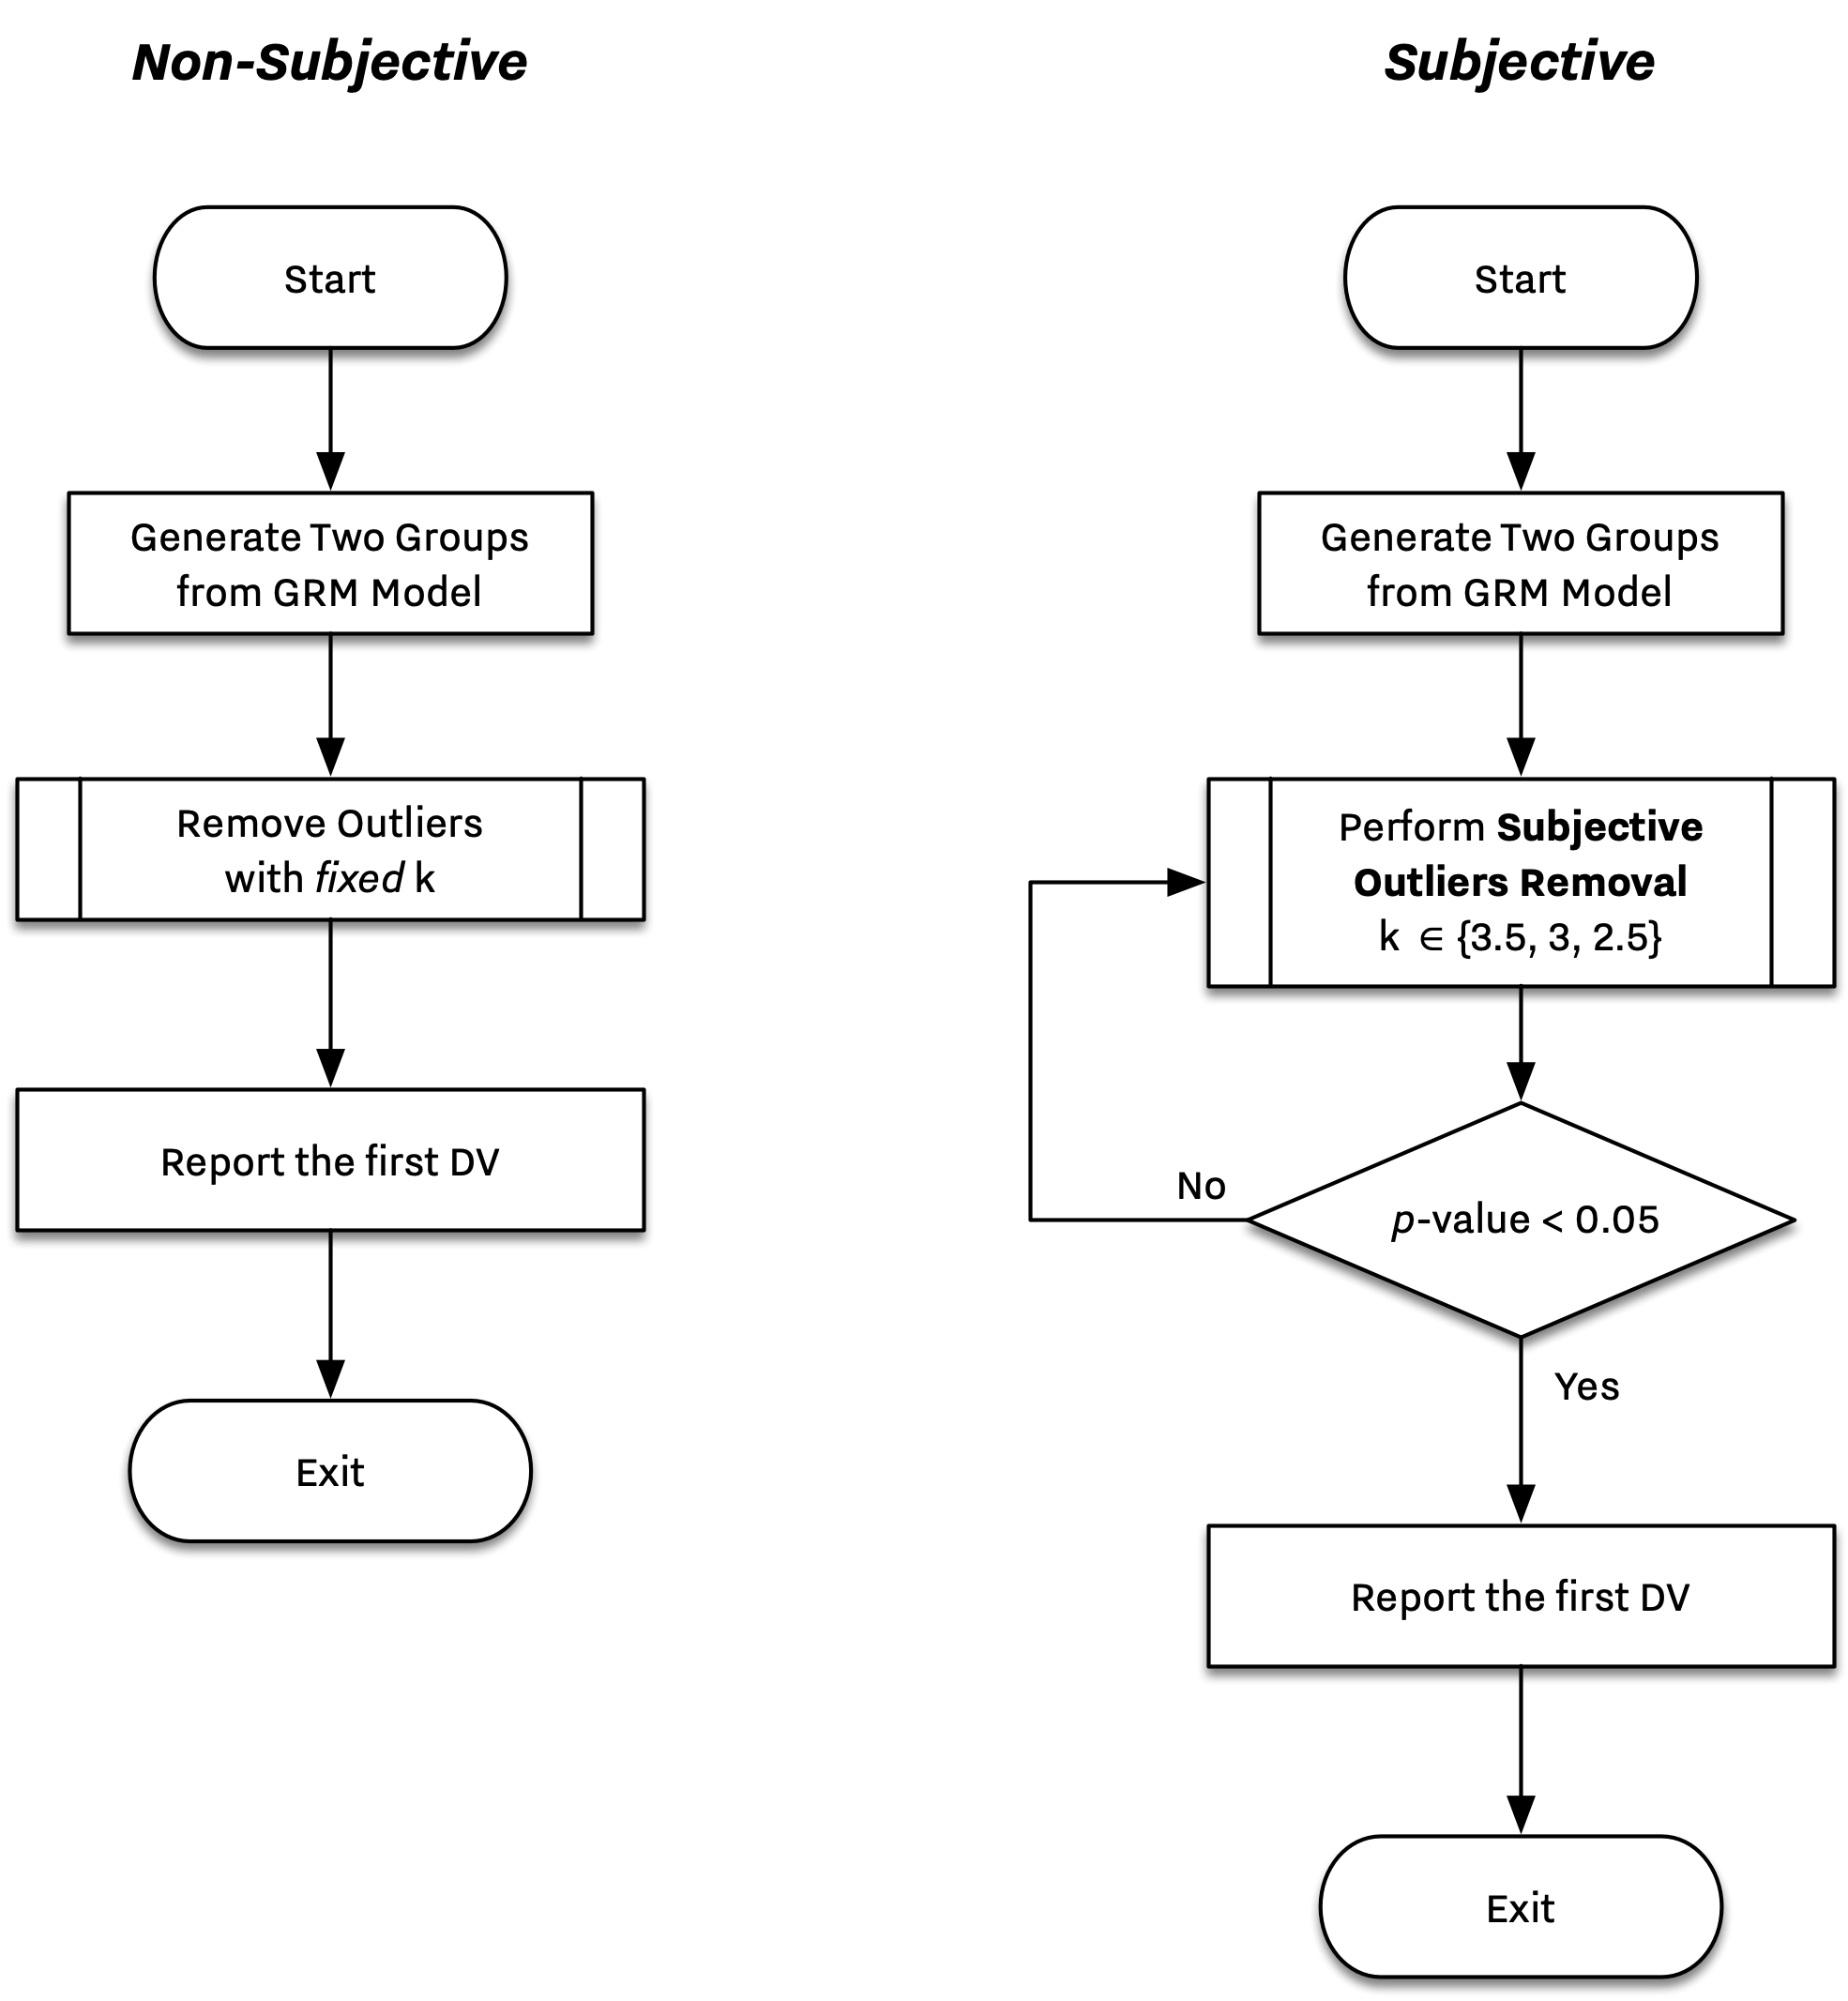 Non-Subjective
Start
Generate Two Groups
from GRM Model
Remove Outliers
with fixed k
Report the first DV
Exit
Subjective
Start
Generate Two Groups
from GRM Model
Perform Subjective
Outliers Removal
k ∈ {3.5, 3, 2.5}
No
p-value < 0.05
Yes
Report the first DV
Exit